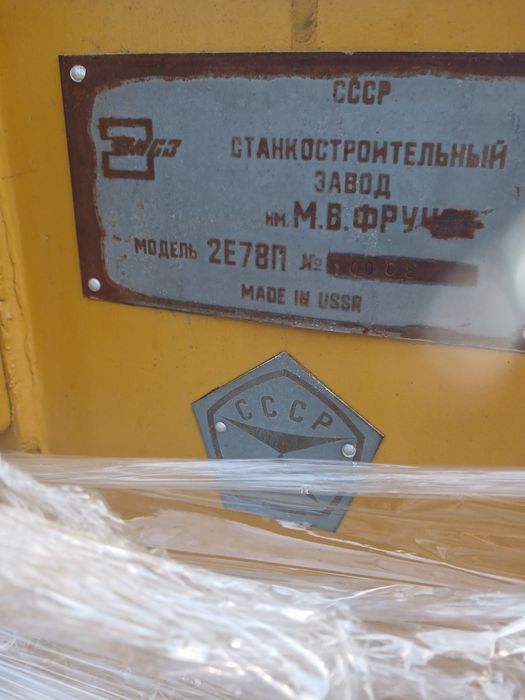 СССР
СТАНКОСТРОИТЕЛЬНЫЙ
ЗАВОД
им. М.В.ФРУ
МОДЕЛЬ 2Е78П №
MADE IN USSR
СССР